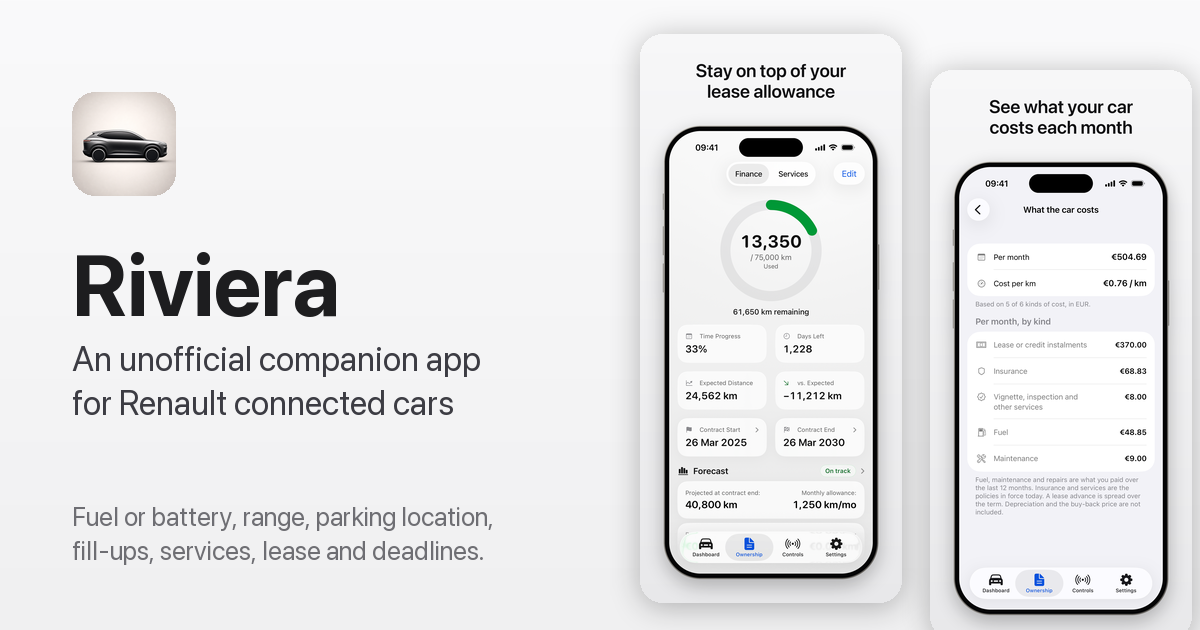 Riviera
An unofficial companion app
for Renault connected cars
Fuel or battery, range, parking location,
fill-ups, services, lease and deadlines.
Stay on top of your
lease allowance
09:41
Finance
Services
Edit
13,350
/ 75,000 km
Used
61,650 km remaining
Time Progress
33%
Days Left
1,228
Expected Distance
24,562 km
vs. Expected
−11,212 km
Contract Start
26 Mar 2025
Contract End
26 Mar 2030
Forecast
On track
Projected at contract end:
40,800 km
Monthly allowance:
1,250 km/mo
Dashboard
Ownership
Controls
Settings
See what your car
costs each month
09:41
What the car costs
Per month
€504.69
Cost per km
€0.76 / km
Based on 5 of 6 kinds of cost, in EUR.
Per month, by kind
Lease or credit instalments
€370.00
Insurance
€68.83
Vignette, inspection and
other services
€8.00
Fuel
€48.85
Maintenance
€9.00
Fuel, maintenance and repairs are what you paid over
the last 12 months. Insurance and services are the
policies in force today. A lease advance is spread over
the term. Depreciation and the buy-back price are not
included.
Dashboard
Ownership
Controls
Settings